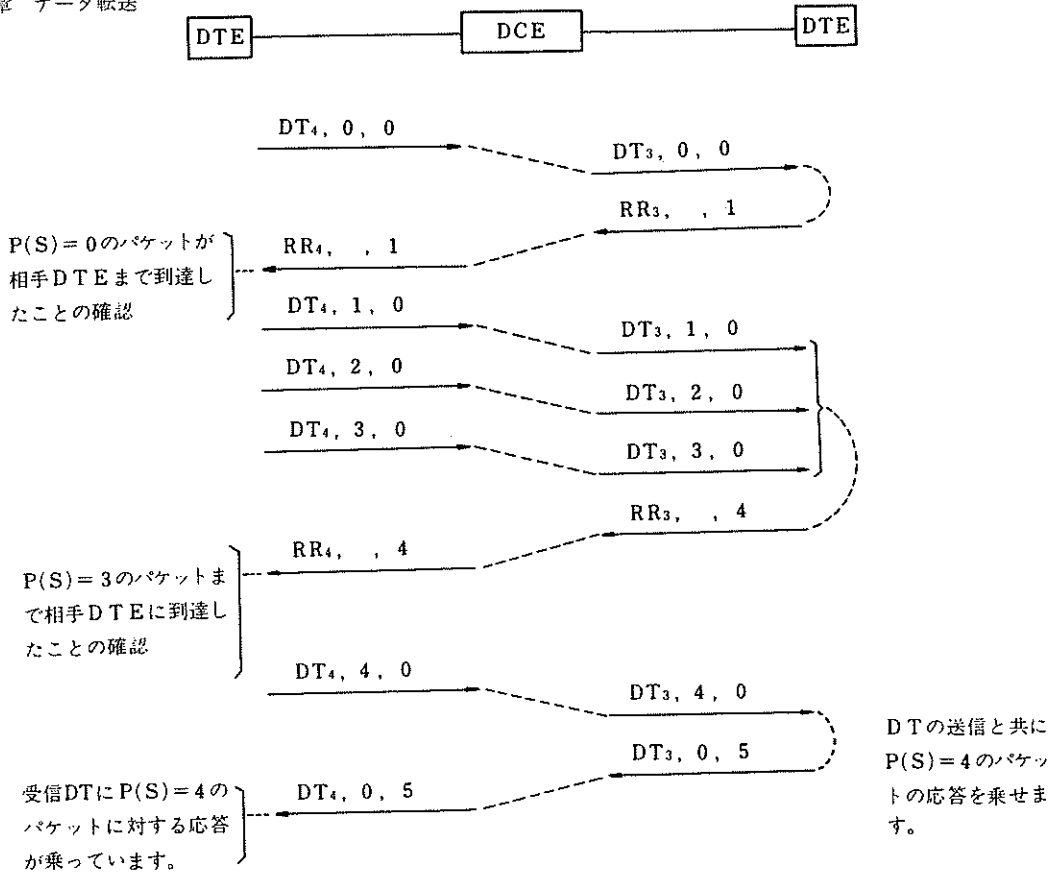 章 データ転送
DTE
DCE
DTE
DT₄, 0, 0
DT₃, 0, 0
RR₃,  , 1
P(S)=0のパケットが
相手DTEまで到達し
たことの確認
RR₄,  , 1
DT₄, 1, 0
DT₃, 1, 0
DT₄, 2, 0
DT₃, 2, 0
DT₄, 3, 0
DT₃, 3, 0
RR₃,  , 4
RR₄,  , 4
P(S)=3のパケットま
で相手DTEに到達し
たことの確認
DT₄, 4, 0
DT₃, 4, 0
DT₃, 0, 5
DTの送信と共に
P(S)=4のパケッ
トの応答を乗せま
す。
DT₄, 0, 5
受信DTにP(S)=4の
パケットに対する応答
が乗っています。